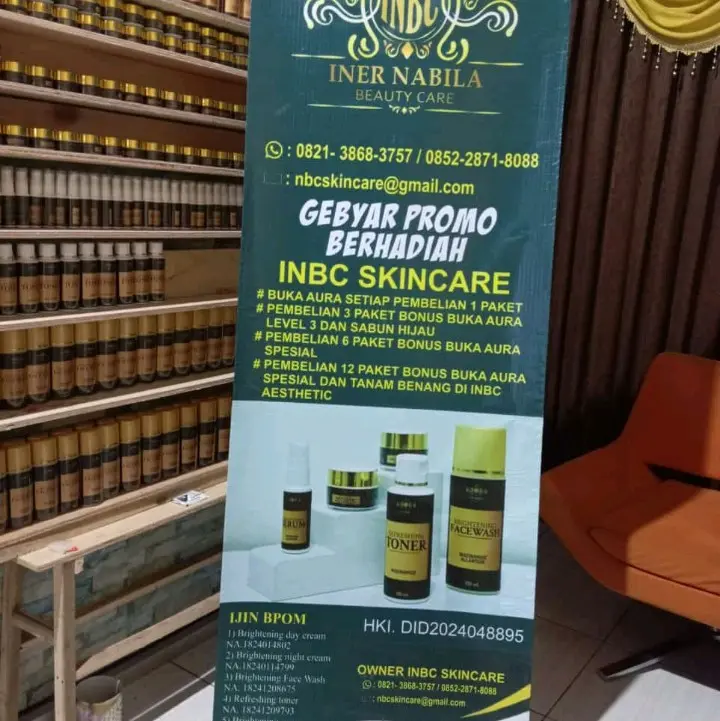 INBC
INER NABILA
BEAUTY CARE
: 0821- 3868-3757 / 0852-2871-8088
: nbcskincare@gmail.com
GEBYAR PROMO
BERHADIAH
INBC SKINCARE
# BUKA AURA SETIAP PEMBELIAN 1 PAKET
# PEMBELIAN 3 PAKET BONUS BUKA AURA
LEVEL 3 DAN SABUN HIJAU
# PEMBELIAN 6 PAKET BONUS BUKA AURA
SPESIAL
# PEMBELIAN 12 PAKET BONUS BUKA AURA
SPESIAL DAN TANAM BENANG DI INBC
AESTHETIC
SERUM
REFRESHING
TONER
BRIGHTENING
FACEWASH
IJIN BPOM
1) Brightening day cream
NA.1824014802
2) Brightening night cream
NA.18240114799
3) Brightening Face Wash
NA. 18241208675
4) Refreshing toner
NA. 18241209793
HKI. DID2024048895
OWNER INBC SKINCARE
: 0821- 3868-3757 / 0852-2871-8088
: nbcskincare@gmail.com